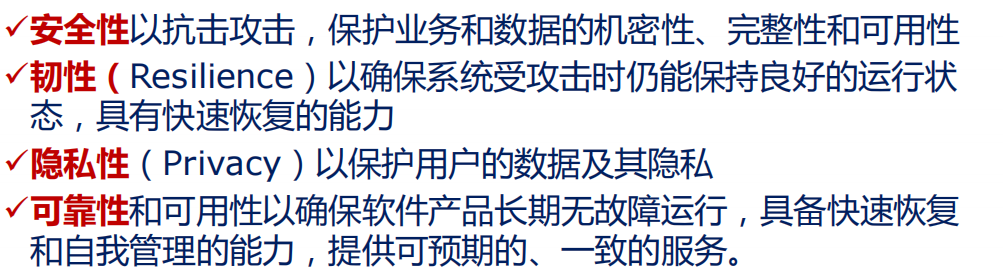 ✓安全性以抗击攻击，保护业务和数据的机密性、完整性和可用性
✓韧性（Resilience）以确保系统受攻击时仍能保持良好的运行状
态，具有快速恢复的能力
✓隐私性（Privacy）以保护用户的数据及其隐私
✓可靠性和可用性以确保软件产品长期无故障运行，具备快速恢复
和自我管理的能力，提供可预期的、一致的服务。